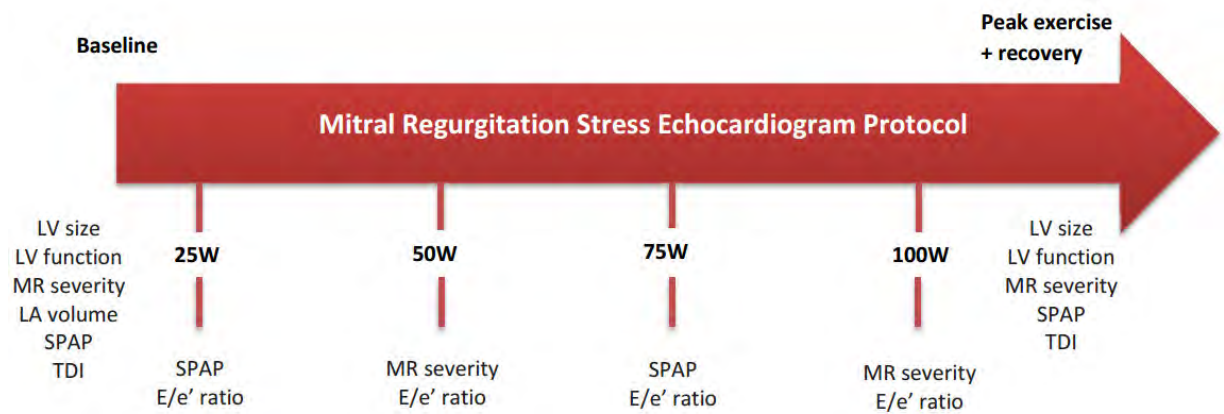 Baseline
Peak exercise
+ recovery
Mitral Regurgitation Stress Echocardiogram Protocol
LV size
LV function
MR severity
LA volume
SPAP
TDI
25W
SPAP
E/e’ ratio
50W
MR severity
E/e’ ratio
75W
SPAP
E/e’ ratio
100W
MR severity
E/e’ ratio
LV size
LV function
MR severity
SPAP
TDI